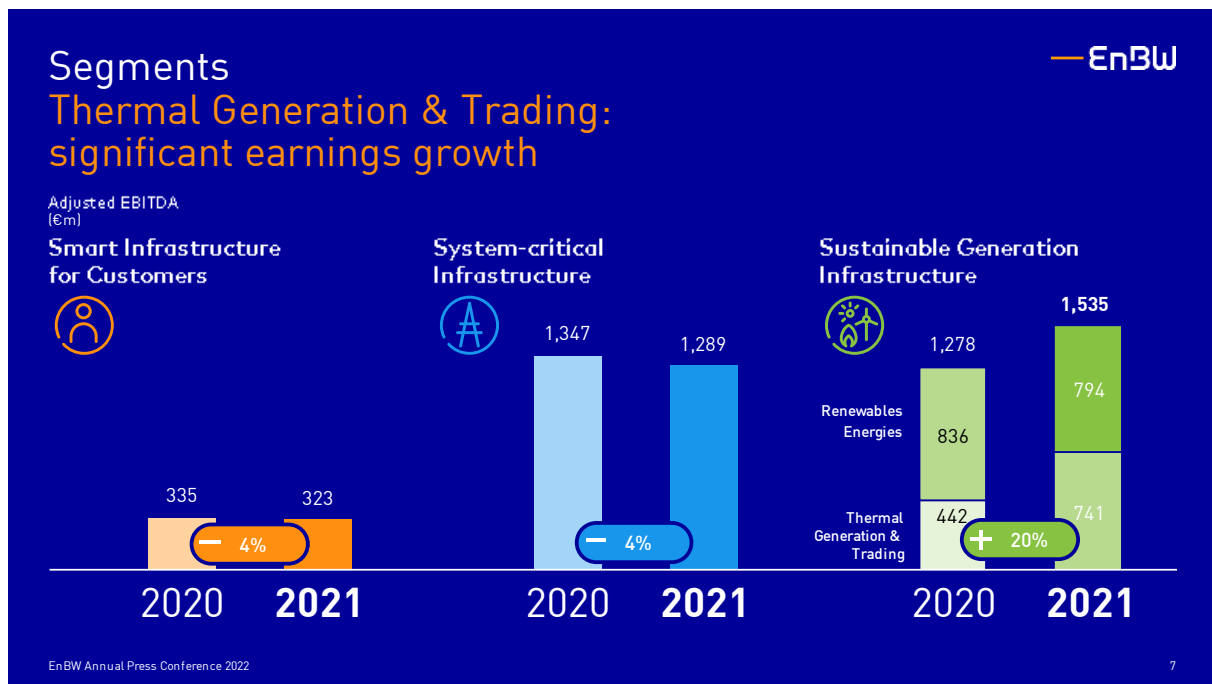 Segments
EnBW
Thermal Generation & Trading:
significant earnings growth
Adjusted EBITDA
(€m)
Smart Infrastructure
for Customers
335
323
– 4%
2020
2021
System-critical
Infrastructure
1,347
1,289
– 4%
2020
2021
Sustainable Generation
Infrastructure
1,535
1,278
794
Renewables
Energies
836
Thermal
Generation &
Trading
442
741
+ 20%
2020
2021
EnBW Annual Press Conference 2022
7